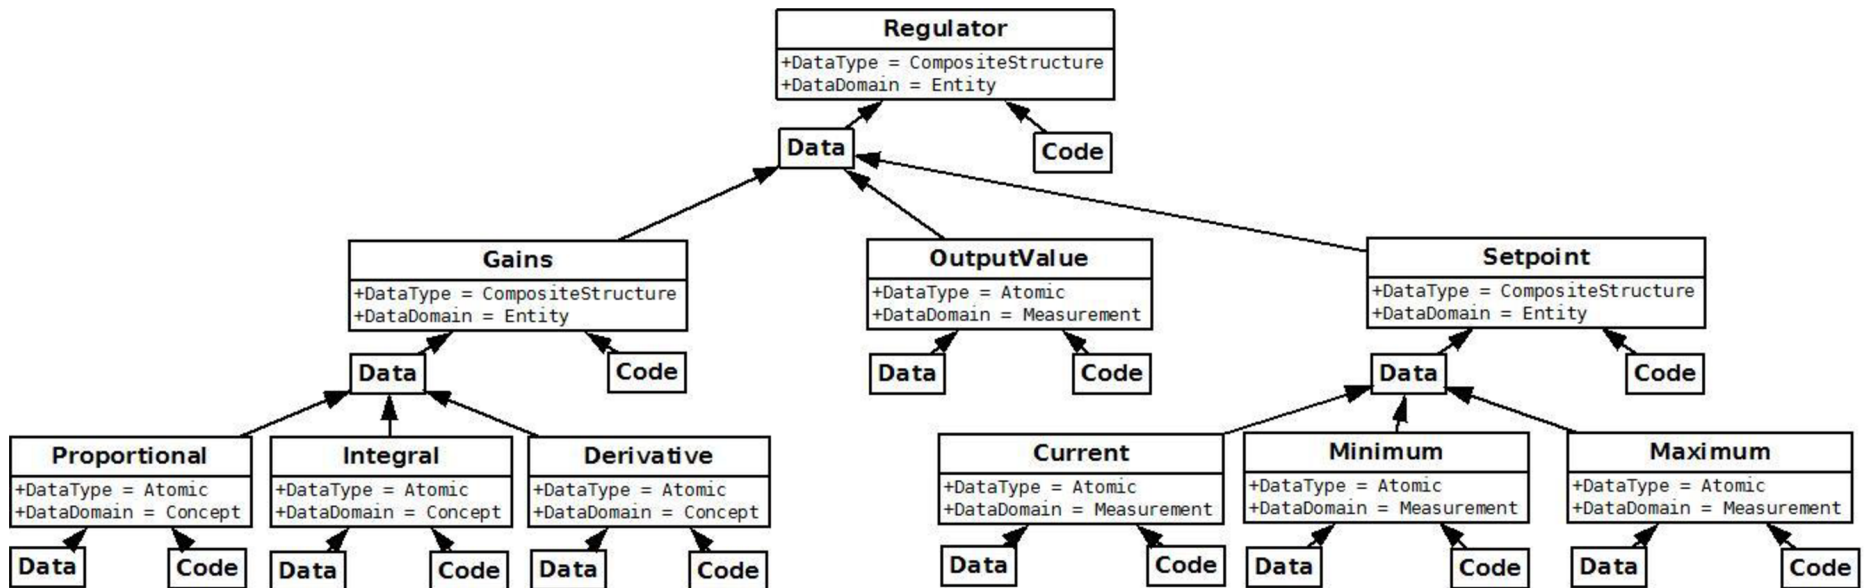 Regulator
+DataType = CompositeStructure
+DataDomain = Entity
Data
Code
Gains
+DataType = CompositeStructure
+DataDomain = Entity
Data
Code
OutputValue
+DataType = Atomic
+DataDomain = Measurement
Data
Code
Setpoint
+DataType = CompositeStructure
+DataDomain = Entity
Data
Code
Proportional
+DataType = Atomic
+DataDomain = Concept
Data
Code
Integral
+DataType = Atomic
+DataDomain = Concept
Data
Code
Derivative
+DataType = Atomic
+DataDomain = Concept
Data
Code
Current
+DataType = Atomic
+DataDomain = Measurement
Data
Code
Minimum
+DataType = Atomic
+DataDomain = Measurement
Data
Code
Maximum
+DataType = Atomic
+DataDomain = Measurement
Data
Code